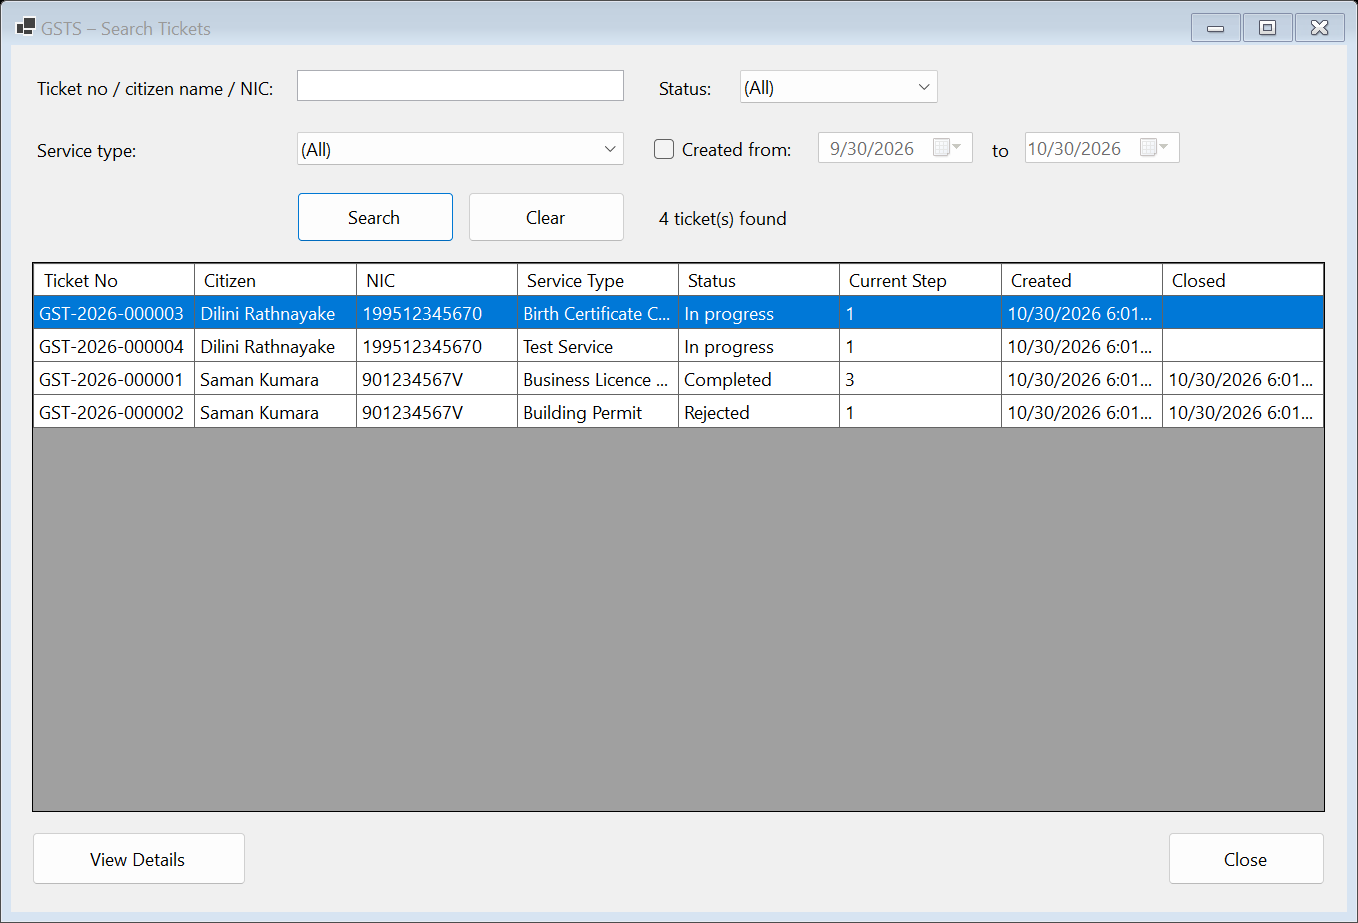 GSTS – Search Tickets
Ticket no / citizen name / NIC:
Status: (All)
Service type: (All)
Created from: 9/30/2026 to 10/30/2026
Search Clear 4 ticket(s) found
Ticket No Citizen NIC Service Type Status Current Step Created Closed
GST-2026-000003 Dilini Rathnayake 199512345670 Birth Certificate C... In progress 1 10/30/2026 6:01...
GST-2026-000004 Dilini Rathnayake 199512345670 Test Service In progress 1 10/30/2026 6:01...
GST-2026-000001 Saman Kumara 901234567V Business Licence ... Completed 3 10/30/2026 6:01... 10/30/2026 6:01...
GST-2026-000002 Saman Kumara 901234567V Building Permit Rejected 1 10/30/2026 6:01... 10/30/2026 6:01...
View Details Close